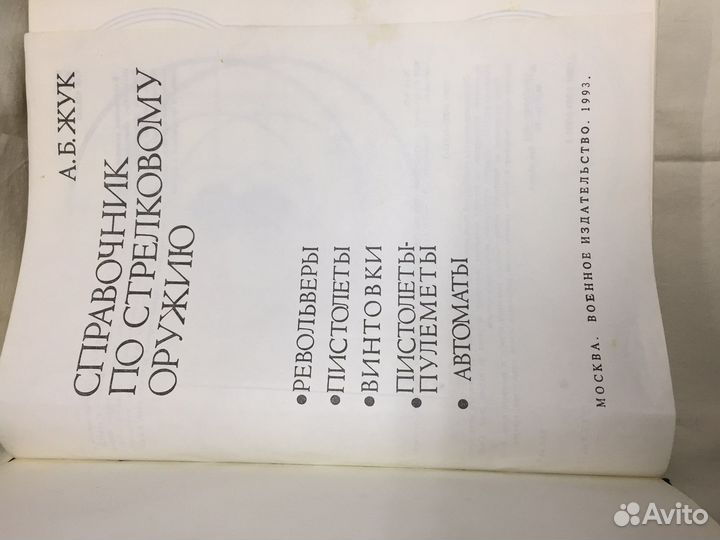 А. Б. ЖУК
СПРАВОЧНИК
ПО СТРЕЛКОВОМУ
ОРУЖИЮ
● РЕВОЛЬВЕРЫ
● ПИСТОЛЕТЫ
● ВИНТОВКИ
● ПИСТОЛЕТЫ-
ПУЛЕМЕТЫ
● АВТОМАТЫ
МОСКВА. ВОЕННОЕ ИЗДАТЕЛЬСТВО. 1993.
Avito